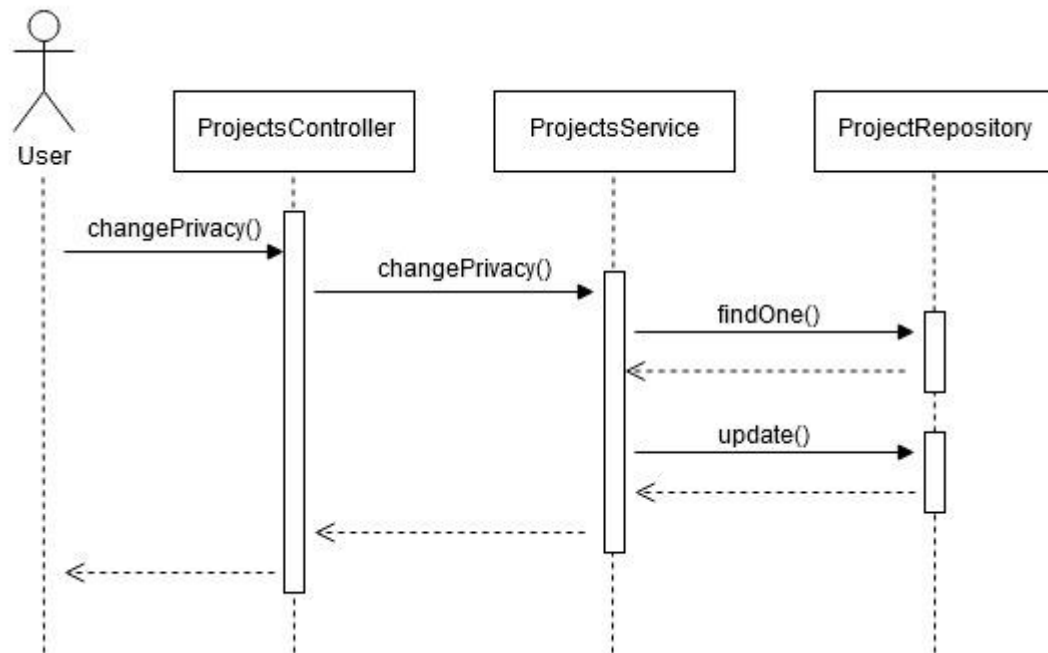 User
ProjectsController
ProjectsService
ProjectRepository
changePrivacy()
changePrivacy()
findOne()
update()